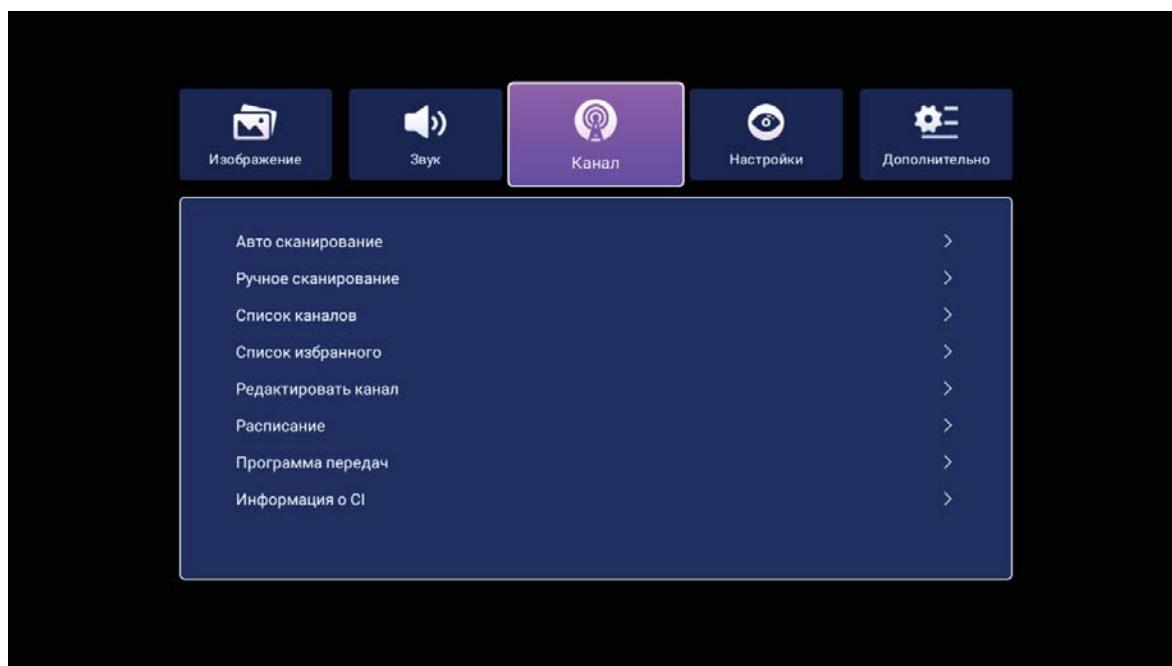 Изображение
Звук
Канал
Настройки
Дополнительно
Авто сканирование
Ручное сканирование
Список каналов
Список избранного
Редактировать канал
Расписание
Программа передач
Информация о CI